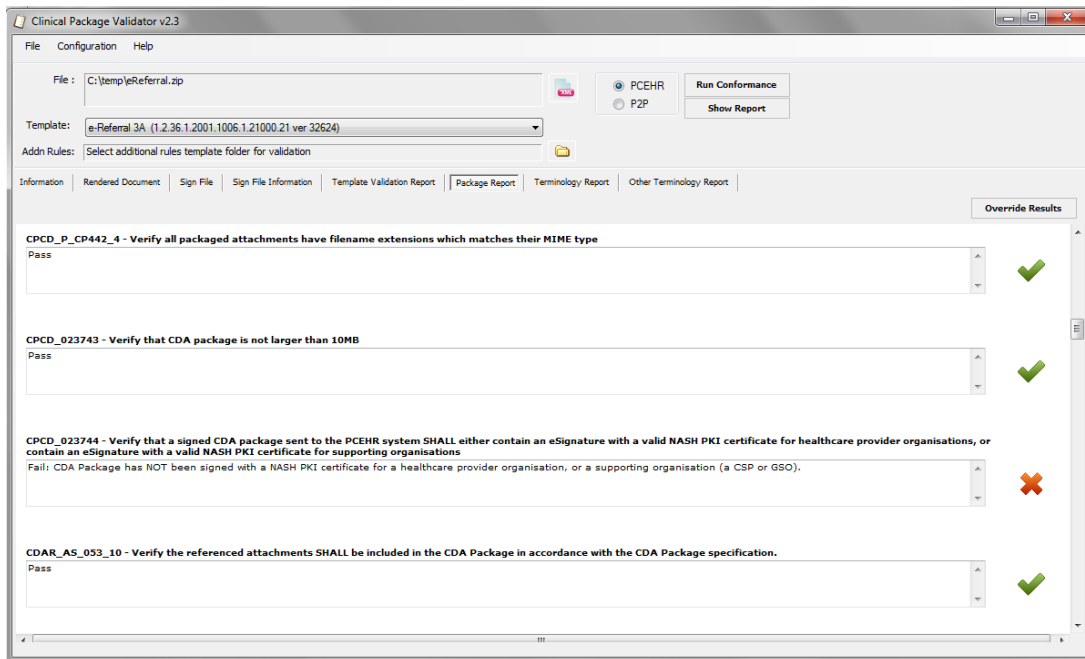 Clinical Package Validator v2.3
File Configuration Help
File : C:\temp\eReferral.zip
XML
PCEHR
P2P
Run Conformance
Show Report
Template: e-Referral 3A (1.2.36.1.2001.1006.1.21000.21 ver 32624)
Addn Rules: Select additional rules template folder for validation
Information Rendered Document Sign File Sign File Information Template Validation Report Package Report Terminology Report Other Terminology Report
Override Results
CPCD_P_CP442_4 - Verify all packaged attachments have filename extensions which matches their MIME type
Pass
CPCD_023743 - Verify that CDA package is not larger than 10MB
Pass
CPCD_023744 - Verify that a signed CDA package sent to the PCEHR system SHALL either contain an eSignature with a valid NASH PKI certificate for healthcare provider organisations, or
contain an eSignature with a valid NASH PKI certificate for supporting organisations
Fail: CDA Package has NOT been signed with a NASH PKI certificate for a healthcare provider organisation, or a supporting organisation (a CSP or GSO).
CDAR_AS_053_10 - Verify the referenced attachments SHALL be included in the CDA Package in accordance with the CDA Package specification.
Pass